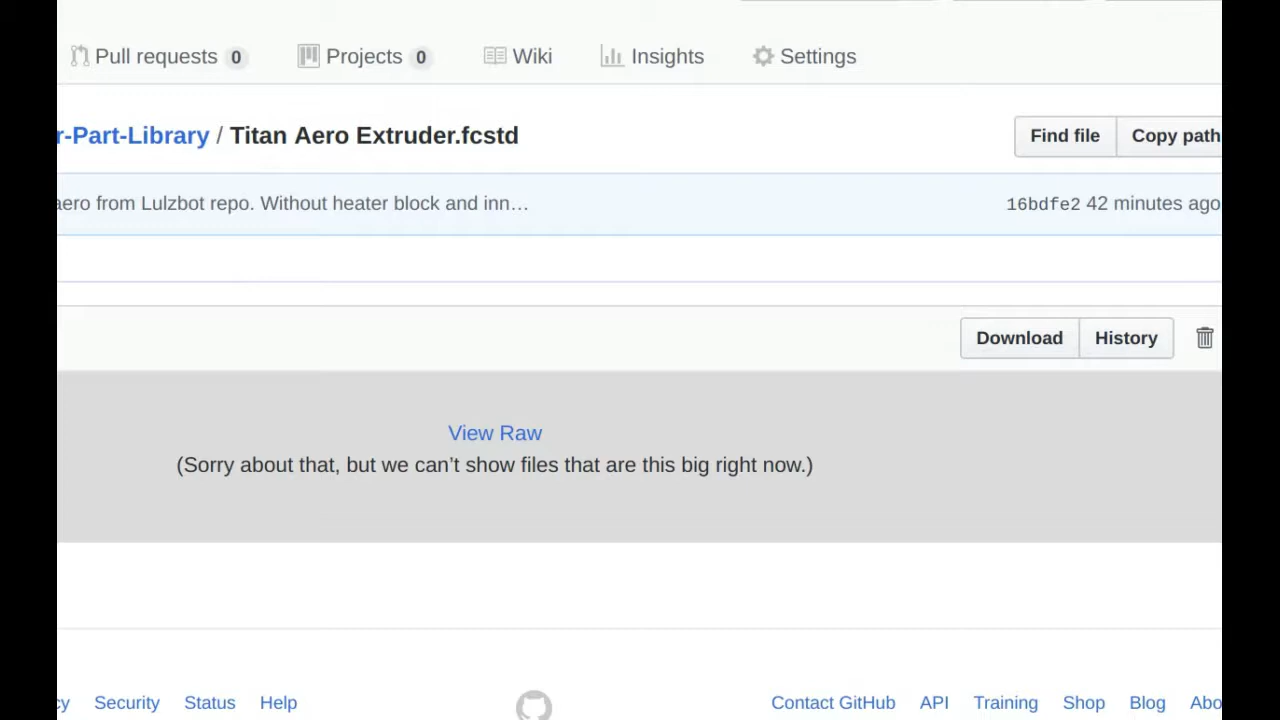 Pull requests 0 Projects 0 Wiki Insights Settings
r-Part-Library / Titan Aero Extruder.fcstd Find file Copy path
aero from Lulzbot repo. Without heater block and inn… 16bdfe2 42 minutes ago
Download History
View Raw
(Sorry about that, but we can’t show files that are this big right now.)
cy Security Status Help Contact GitHub API Training Shop Blog Abo